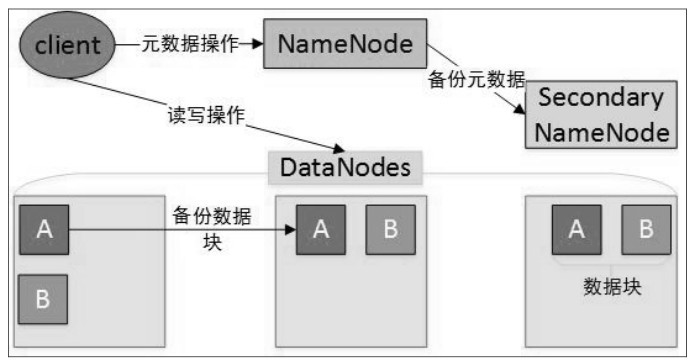 client
元数据操作
NameNode
备份元数据
Secondary
NameNode
读写操作
DataNodes
A
备份数据
块
A
B
A
B
B
数据块